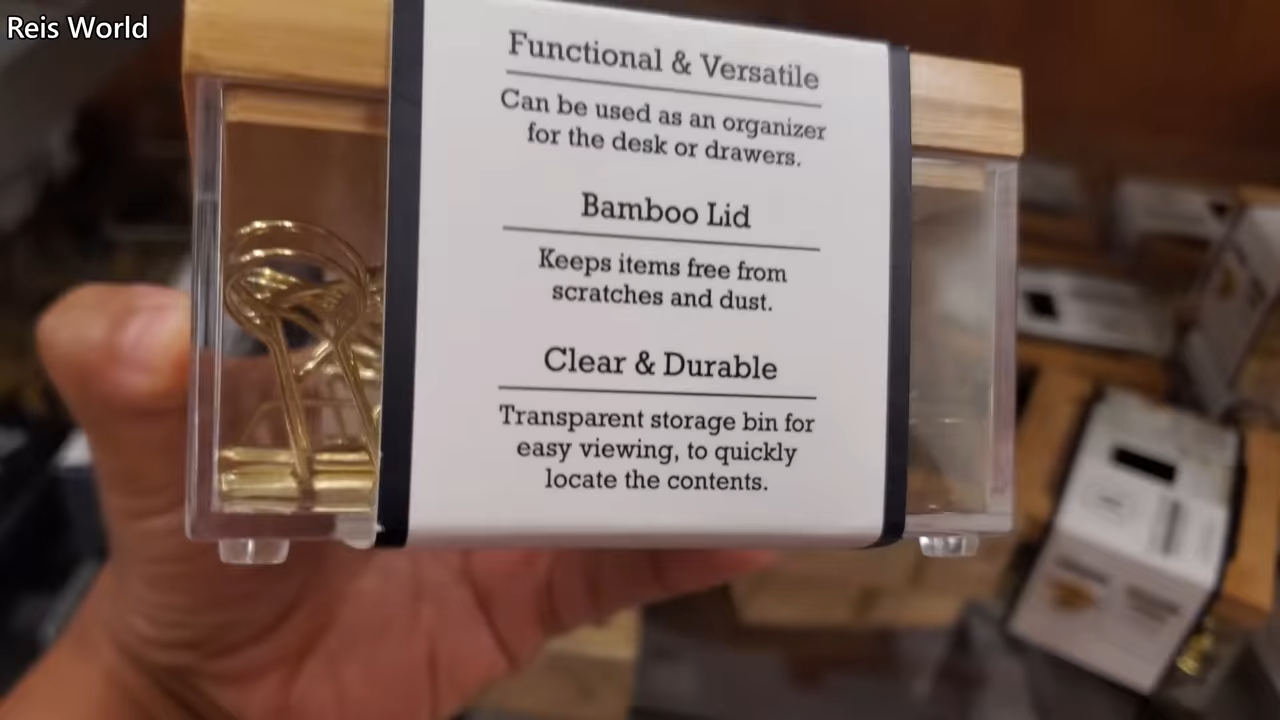 Reis World
Functional & Versatile
Can be used as an organizer
for the desk or drawers.
Bamboo Lid
Keeps items free from
scratches and dust.
Clear & Durable
Transparent storage bin for
easy viewing, to quickly
locate the contents.